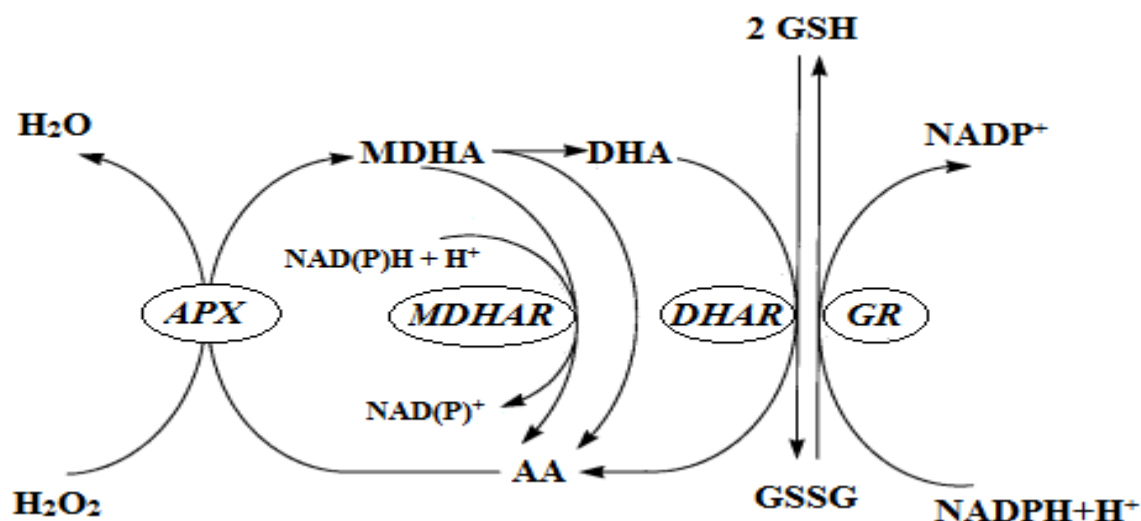 2 GSH
H₂O
NADP⁺
MDHA
DHA
NAD(P)H + H⁺
APX
MDHAR
DHAR
GR
NAD(P)⁺
AA
H₂O₂
GSSG
NADPH+H⁺